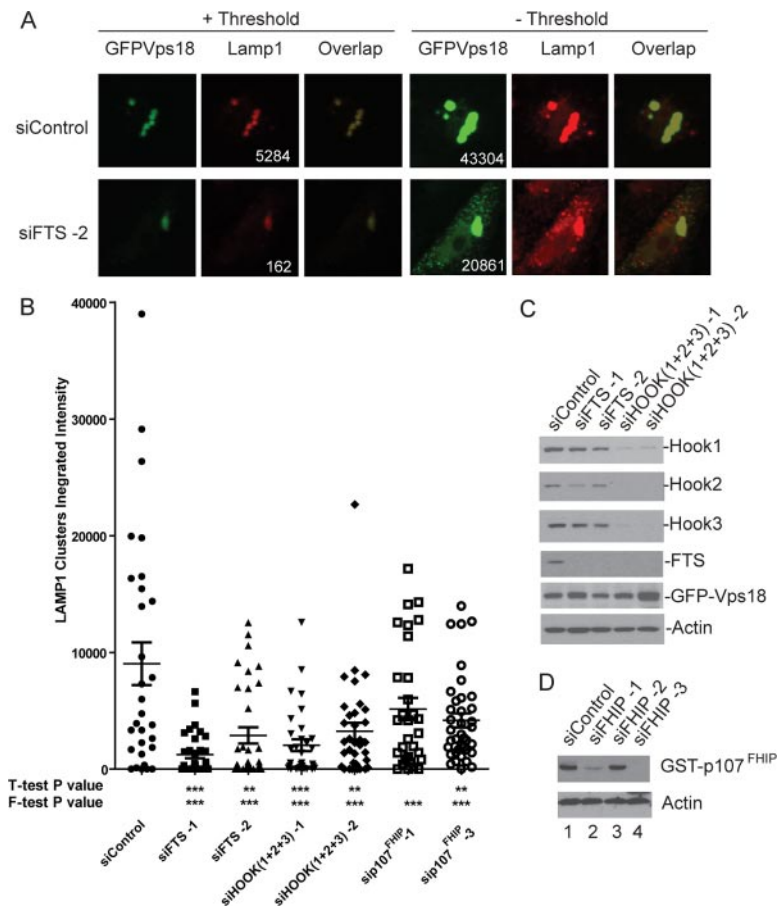 A
+ Threshold
- Threshold
GFPVps18 Lamp1 Overlap GFPVps18 Lamp1 Overlap
siControl
5284
43304
siFTS -2
162
20861
B
LAMP1 Clusters Inegrated Intensity
40000
30000
20000
10000
0
T-test P value *** ** *** ** **
F-test P value *** *** *** *** *** ***
siControl
siFTS -1
siFTS -2
siHOOK(1+2+3) -1
siHOOK(1+2+3) -2
sip107FHIP -1
sip107FHIP -3
C
siControl
siFTS -1
siFTS -2
siHOOK(1+2+3) -1
siHOOK(1+2+3) -2
-Hook1
-Hook2
-Hook3
-FTS
-GFP-Vps18
-Actin
D
siControl
siFHIP -1
siFHIP -2
siFHIP -3
GST-p107FHIP
Actin
1 2 3 4